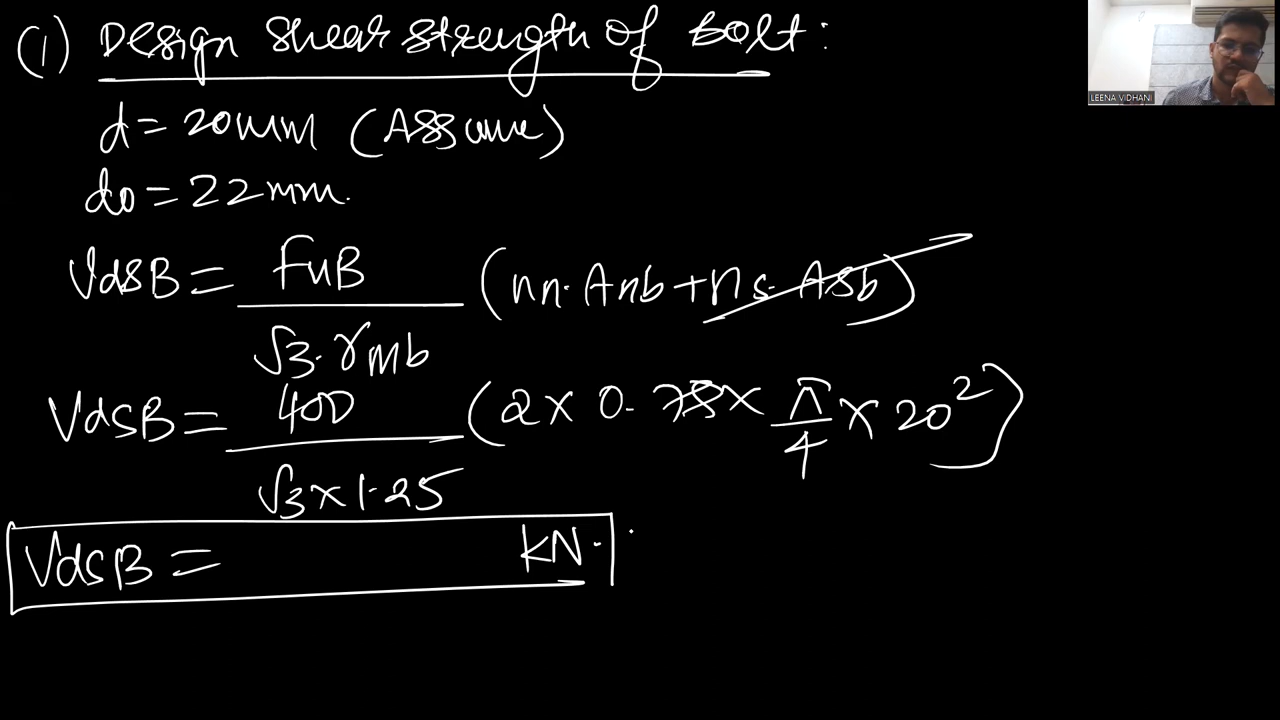 (1) Design Shear strength of bolt:
LEENA VIDHANI
d = 20mm (Assume)
do = 22mm.
VdSB = FuB / √3.γmb (nn.Anb + ns.Asb)
VdSB = 400 / √3 x 1.25 (2 x 0.78 x π/4 x 20²)
VdSB = kN.